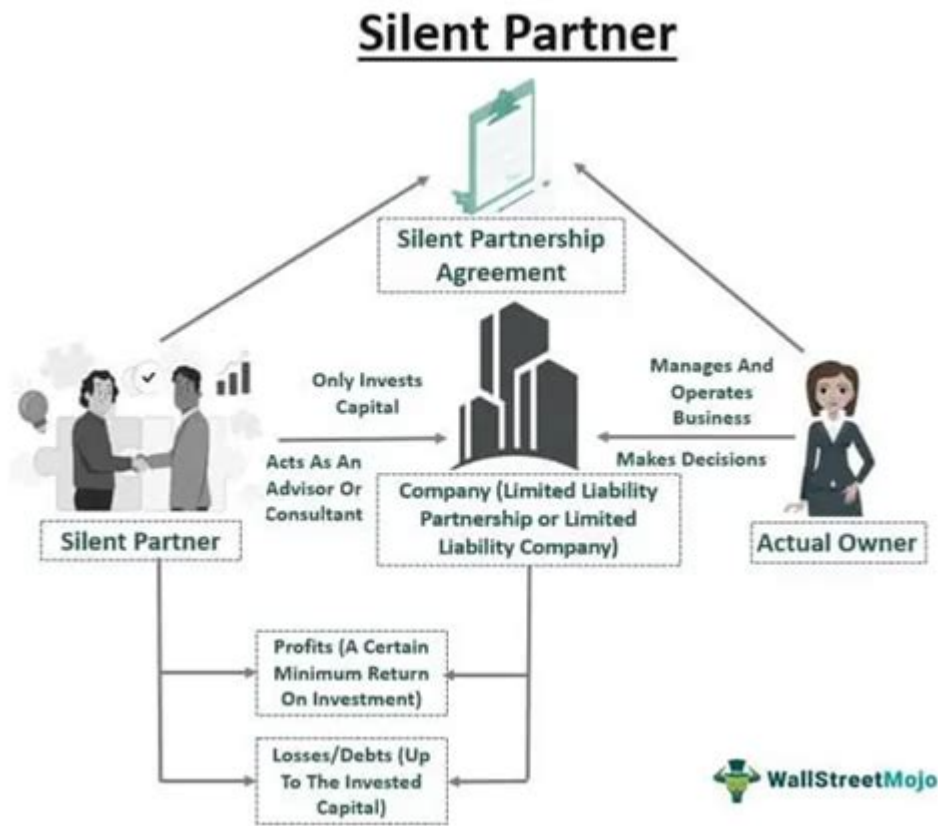 Silent Partner
Silent Partnership
Agreement
Only Invests
Capital
Acts As An
Advisor Or
Consultant
Manages And
Operates
Business
Makes Decisions
Silent Partner
Company (Limited Liability
Partnership or Limited
Liability Company)
Actual Owner
Profits (A Certain
Minimum Return
On Investment)
Losses/Debts (Up
To The Invested
Capital)
WallStreetMojo